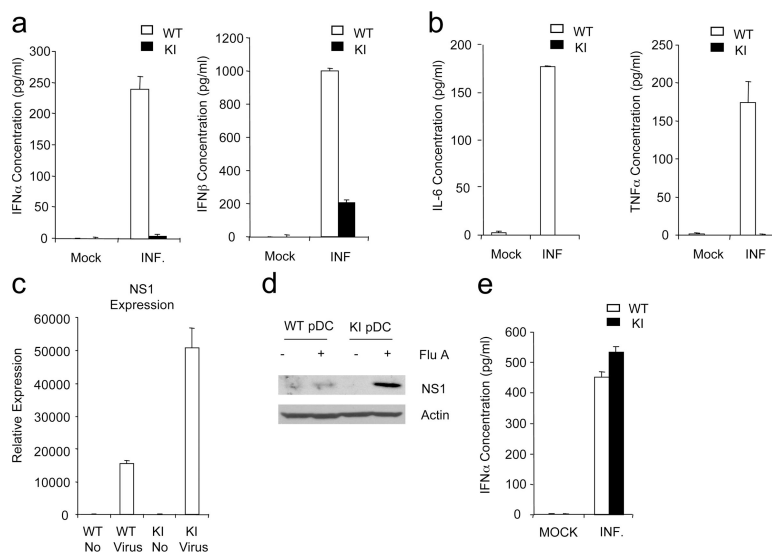 a
WT
KI
IFNα Concentration (pg/ml)
300
250
200
150
100
50
0
Mock
INF.
WT
KI
IFNβ Concentration (pg/ml)
1000
800
600
400
200
0
Mock
INF
b
WT
KI
IL-6 Concentration (pg/ml)
200
150
100
50
0
Mock
INF
WT
KI
TNFα Concentration (pg/ml)
250
200
150
100
50
0
Mock
INF
c
NS1
Expression
Relative Expression
60000
50000
40000
30000
20000
10000
0
WT WT KI KI
No Virus No Virus
d
WT pDC KI pDC
- + - + Flu A
NS1
Actin
e
WT
KI
IFNα Concentration (pg/ml)
600
500
400
300
200
100
0
MOCK
INF.